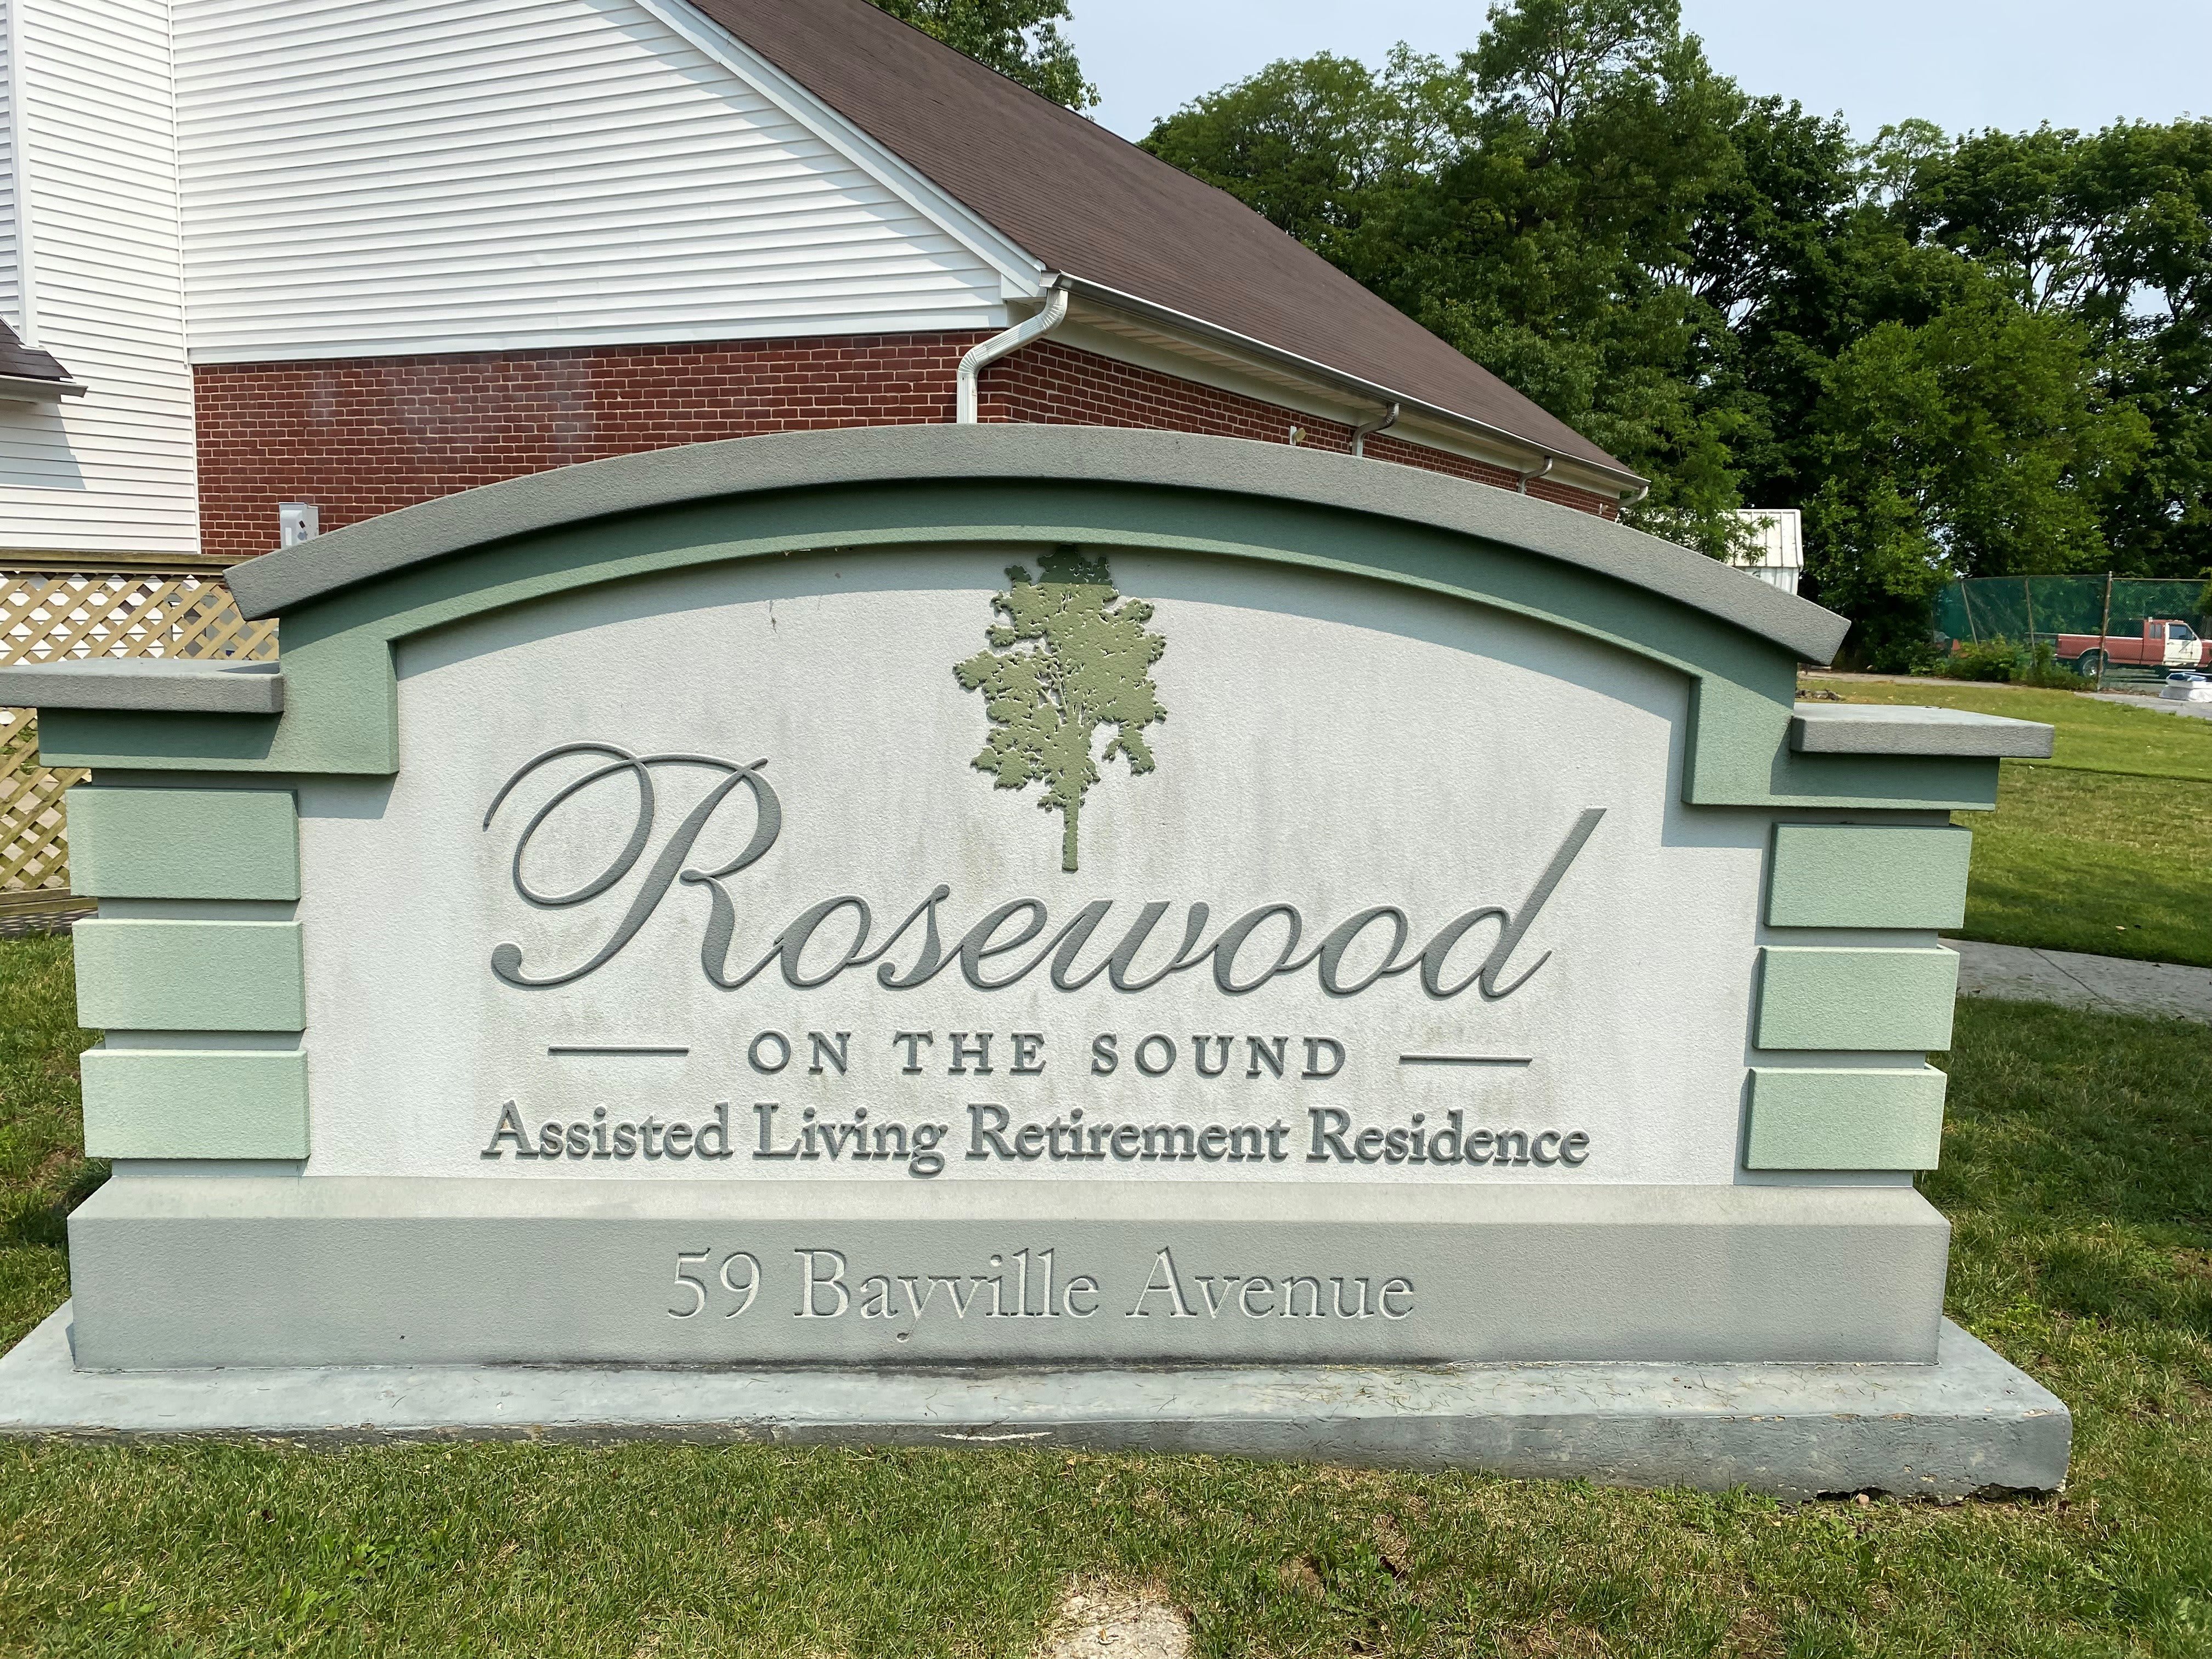 Rosewood
ON THE SOUND
Assisted Living Retirement Residence
59 Bayville Avenue